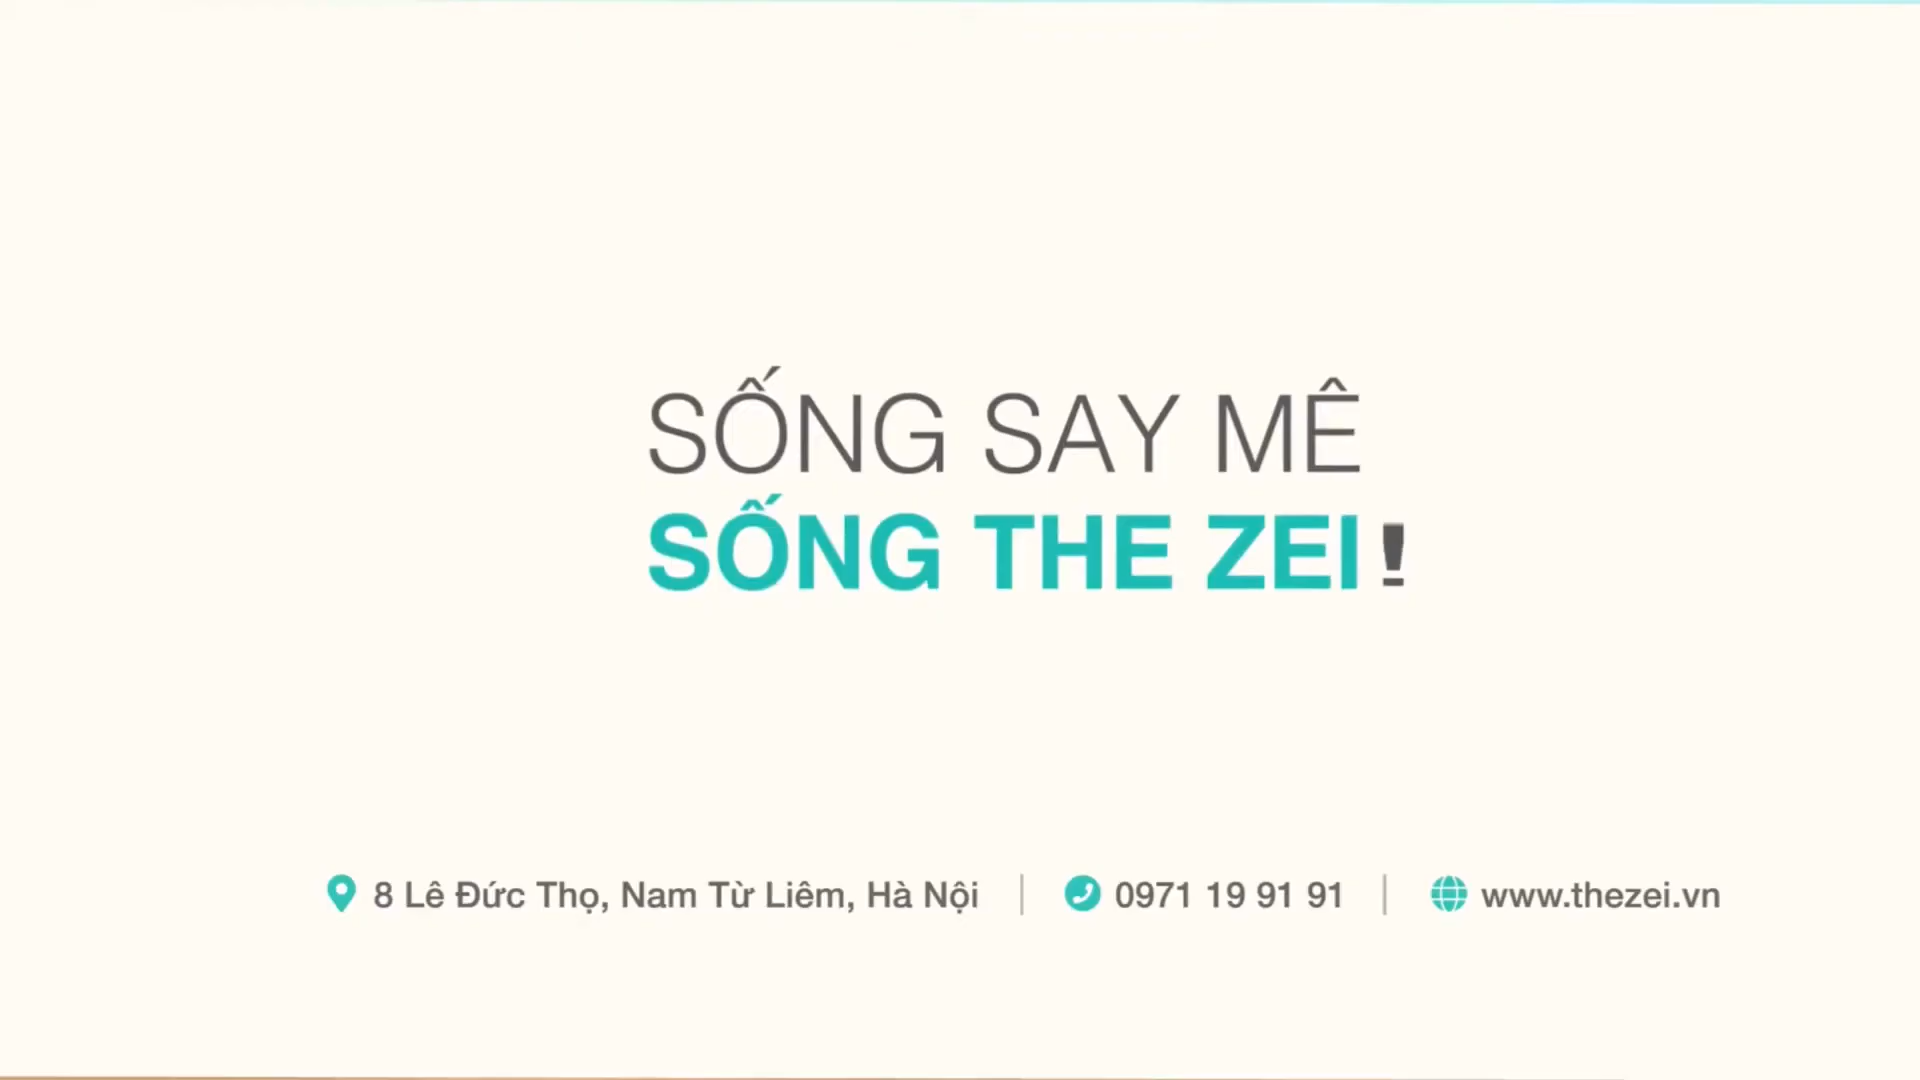 SỐNG SAY MÊ
SỐNG THE ZEI!
8 Lê Đức Thọ, Nam Từ Liêm, Hà Nội | 0971 19 91 91 | www.thezei.vn